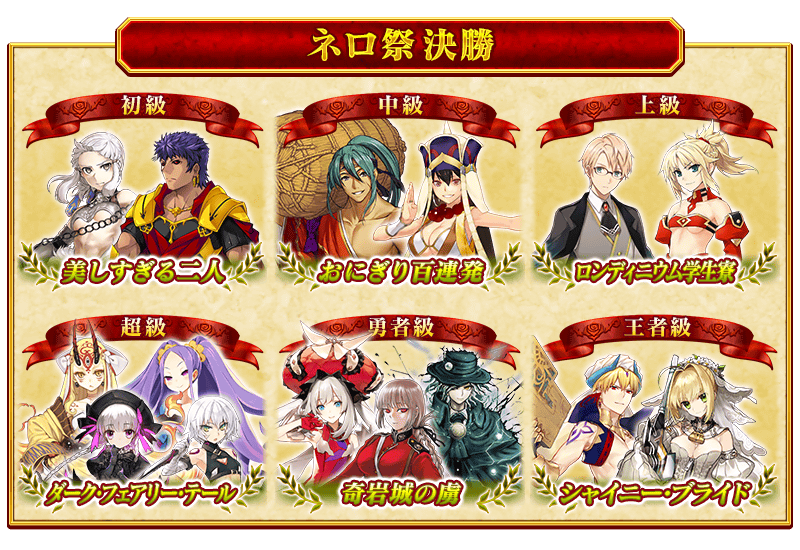 ネロ祭 決勝
初級
美しすぎる二人
中級
おにぎり百連発
上級
ロンディニウム学生寮
超級
ダーク・フェアリー・テール
勇者級
奇岩城の虜
王者級
シャイニー・ブライド